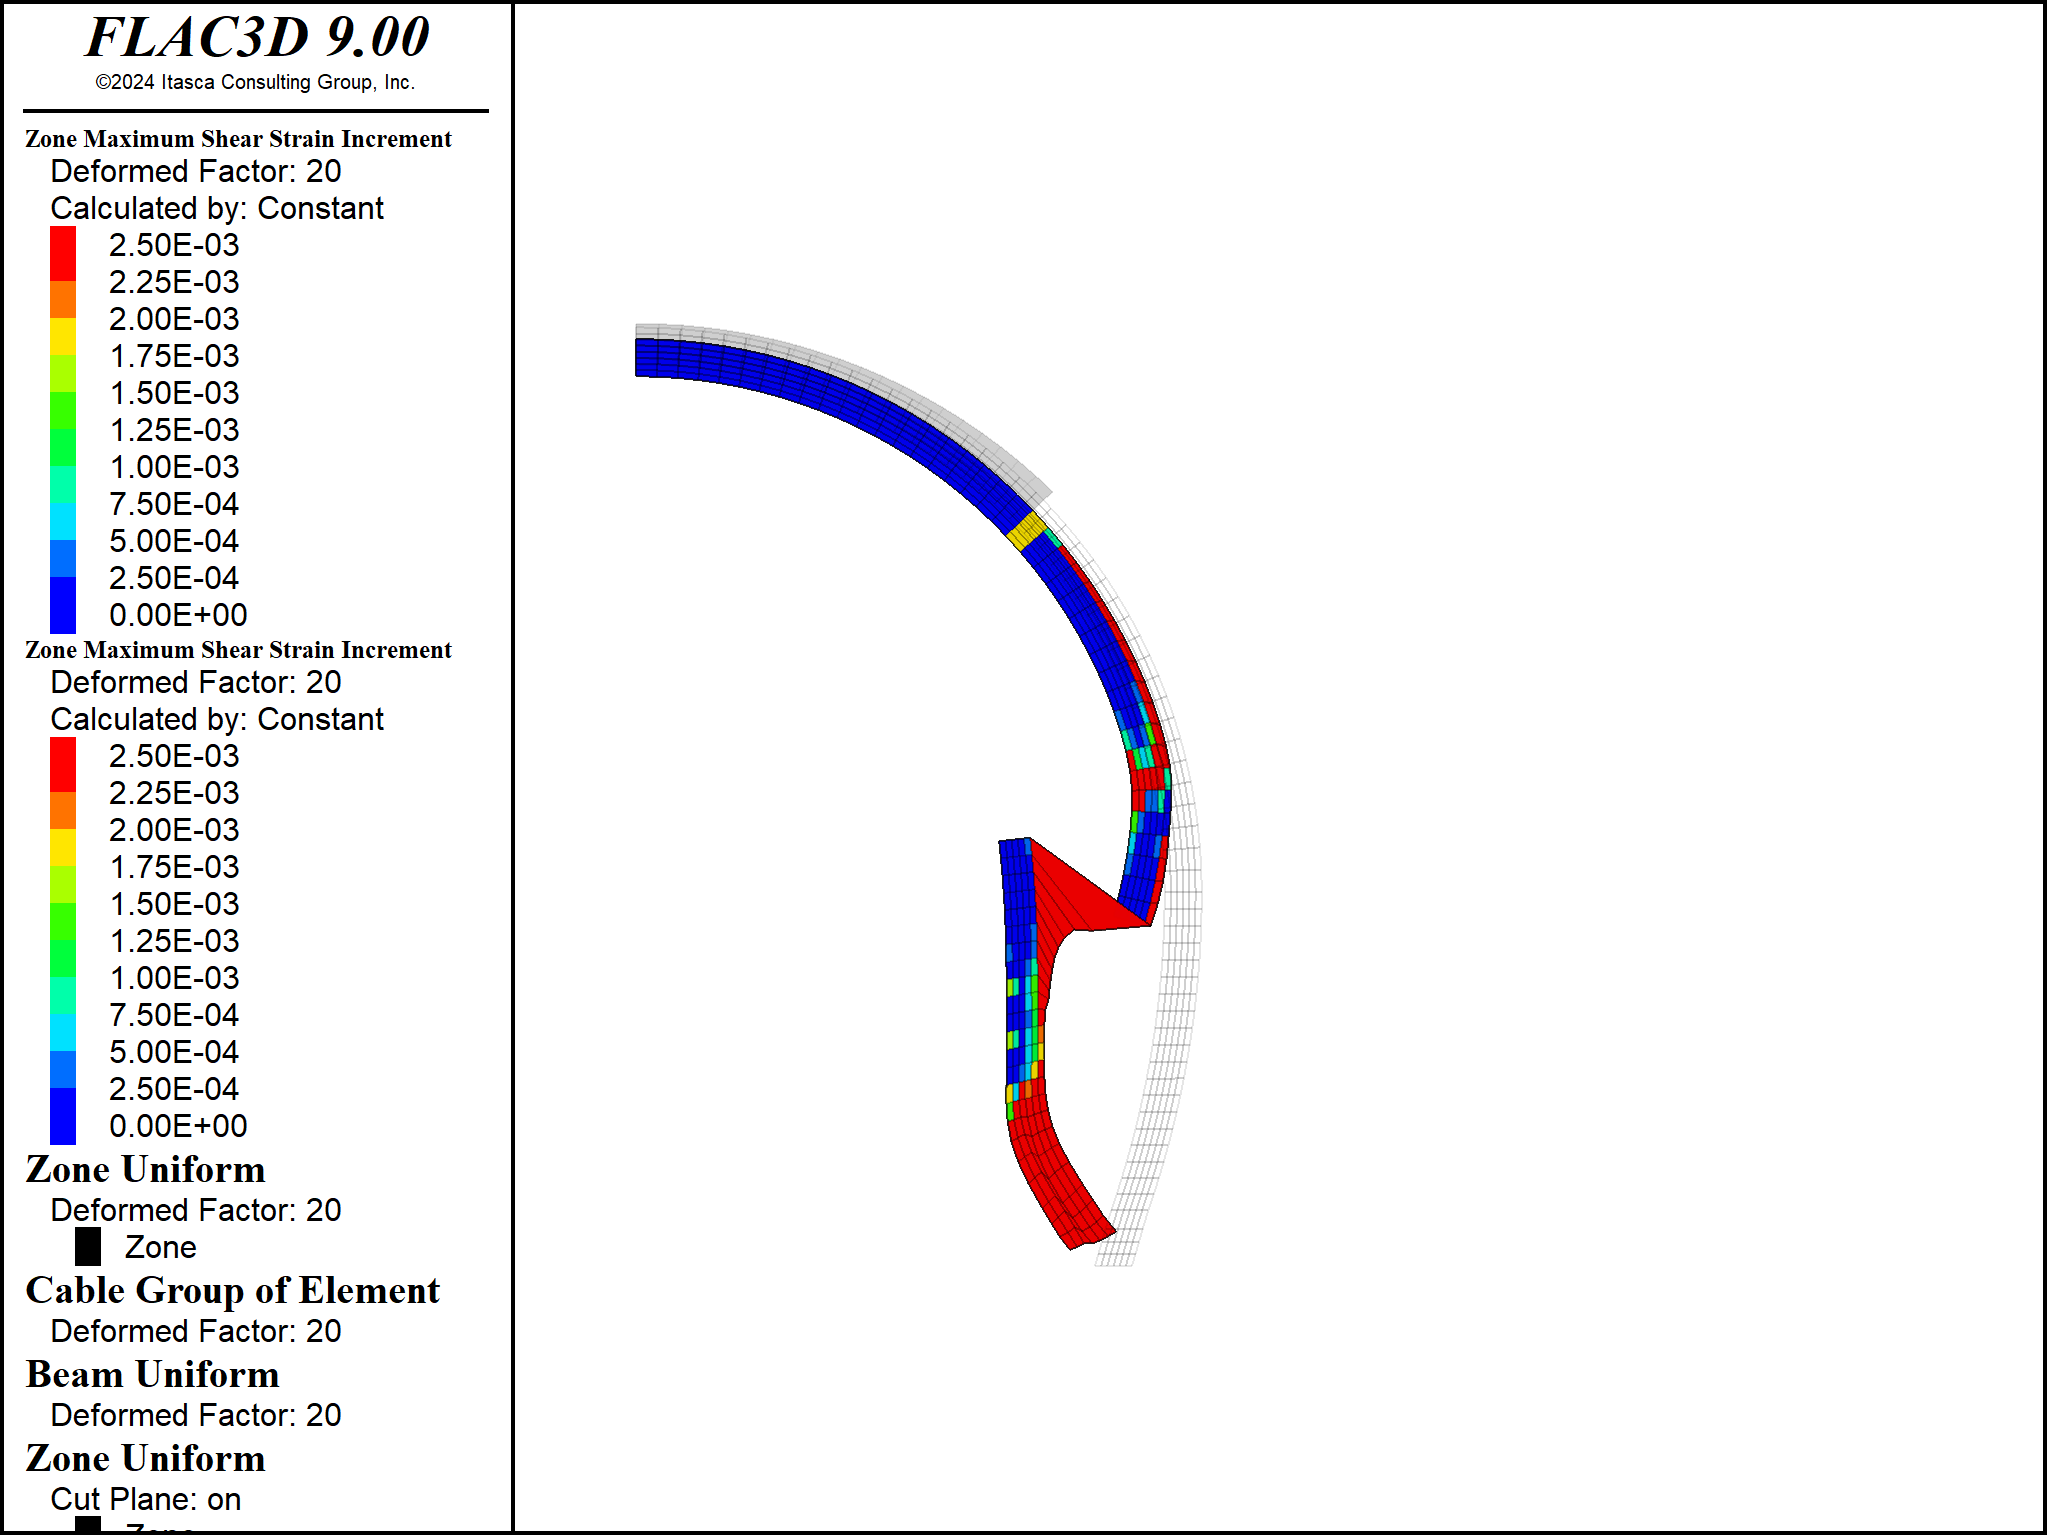 FLAC3D 9.00
©2024 Itasca Consulting Group, Inc.
Zone Maximum Shear Strain Increment
Deformed Factor: 20
Calculated by: Constant
2.50E-03
2.25E-03
2.00E-03
1.75E-03
1.50E-03
1.25E-03
1.00E-03
7.50E-04
5.00E-04
2.50E-04
0.00E+00
Zone Maximum Shear Strain Increment
Deformed Factor: 20
Calculated by: Constant
2.50E-03
2.25E-03
2.00E-03
1.75E-03
1.50E-03
1.25E-03
1.00E-03
7.50E-04
5.00E-04
2.50E-04
0.00E+00
Zone Uniform
Deformed Factor: 20
Zone
Cable Group of Element
Deformed Factor: 20
Beam Uniform
Deformed Factor: 20
Zone Uniform
Cut Plane: on
Zone